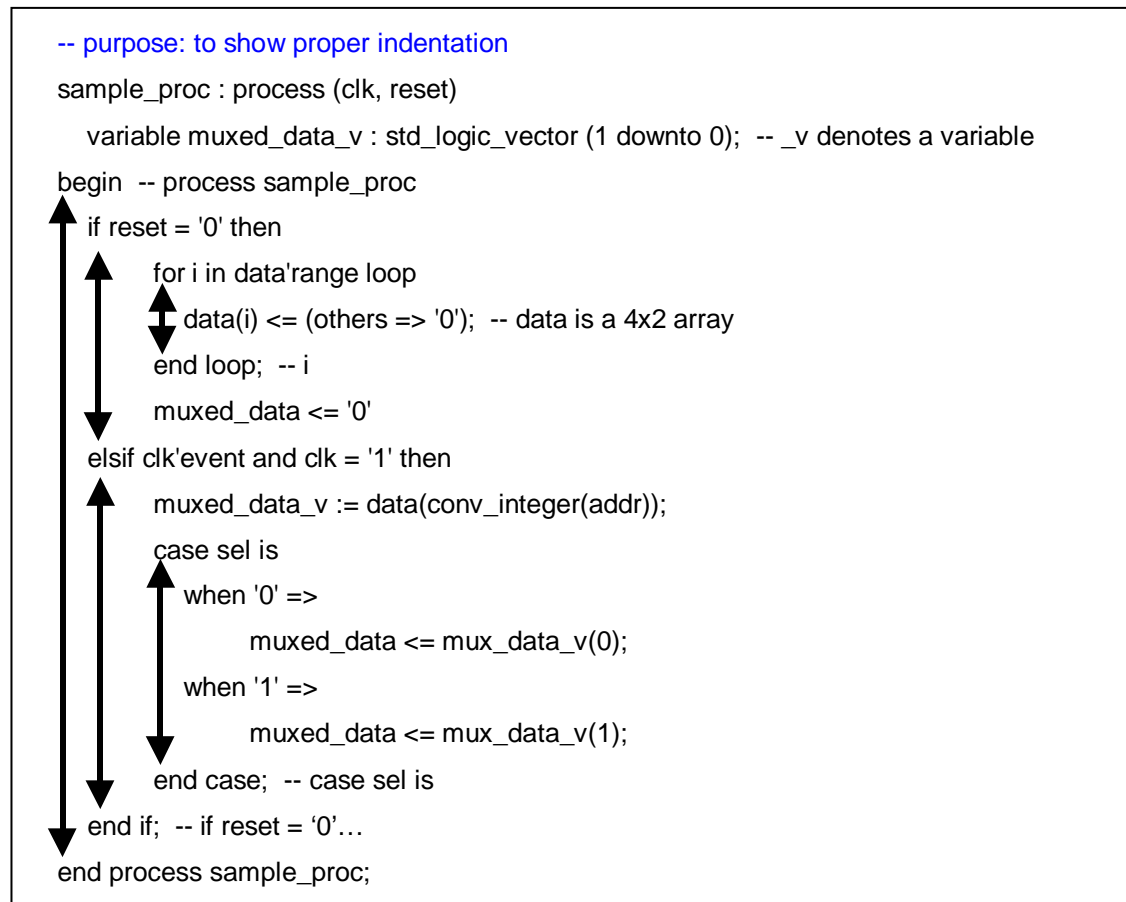 -- purpose: to show proper indentation
sample_proc : process (clk, reset)
variable muxed_data_v : std_logic_vector (1 downto 0);  -- _v denotes a variable
begin  -- process sample_proc
if reset = '0' then
for i in data'range loop
data(i) <= (others => '0');  -- data is a 4x2 array
end loop;  -- i
muxed_data <= '0'
elsif clk'event and clk = '1' then
muxed_data_v := data(conv_integer(addr));
case sel is
when '0' =>
muxed_data <= mux_data_v(0);
when '1' =>
muxed_data <= mux_data_v(1);
end case;  -- case sel is
end if;  -- if reset = ‘0’…
end process sample_proc;